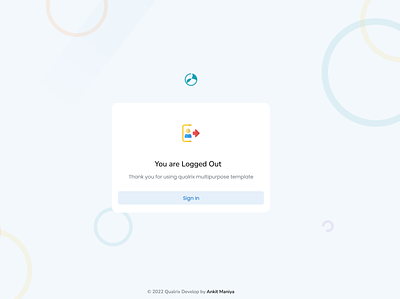 You are Logged Out
Thank you for using qualrix multipurpose template
Sign in
© 2022 Qualrix Develop by Ankit Maniya